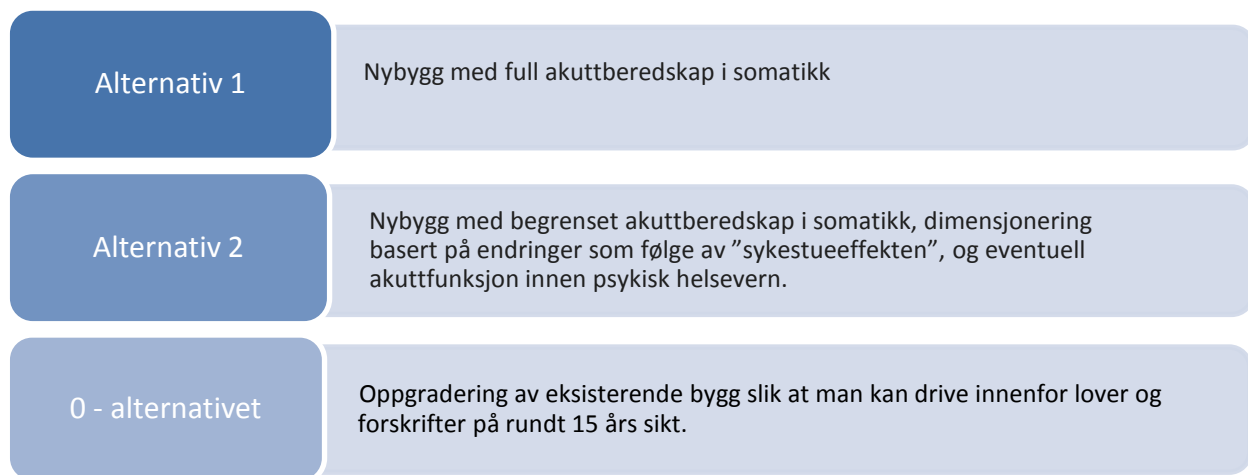 Alternativ 1
Nybygg med full akuttberedskap i somatikk
Alternativ 2
Nybygg med begrenset akuttberedskap i somatikk, dimensjonering
basert på endringer som følge av ”sykestueeffekten”, og eventuell
akuttfunksjon innen psykisk helsevern.
0 - alternativet
Oppgradering av eksisterende bygg slik at man kan drive innenfor lover og
forskrifter på rundt 15 års sikt.